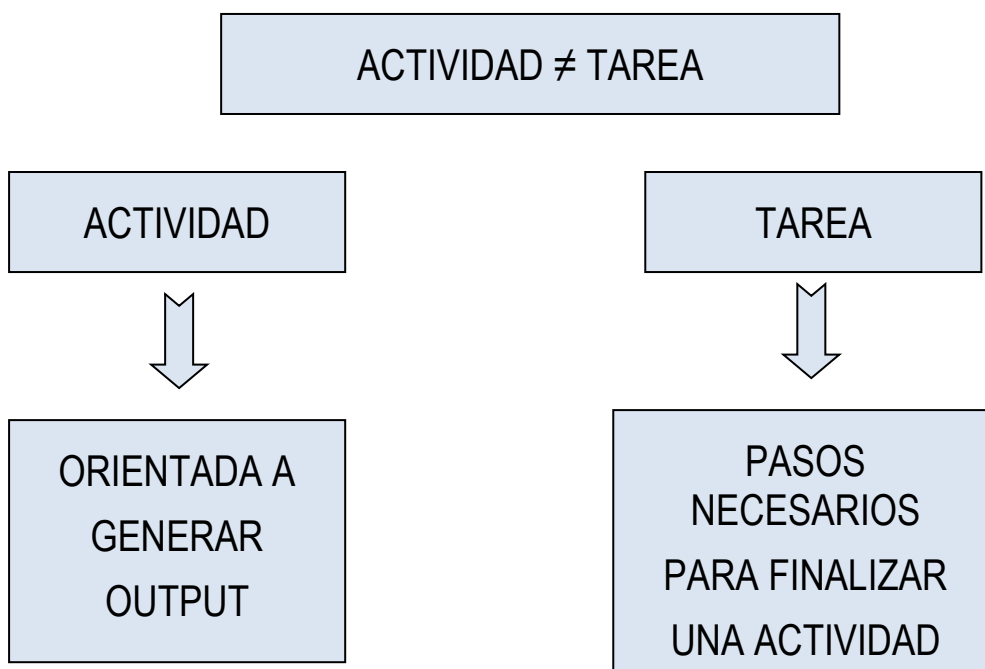 ACTIVIDAD ≠ TAREA
ACTIVIDAD
TAREA
ORIENTADA A
GENERAR
OUTPUT
PASOS
NECESARIOS
PARA FINALIZAR
UNA ACTIVIDAD